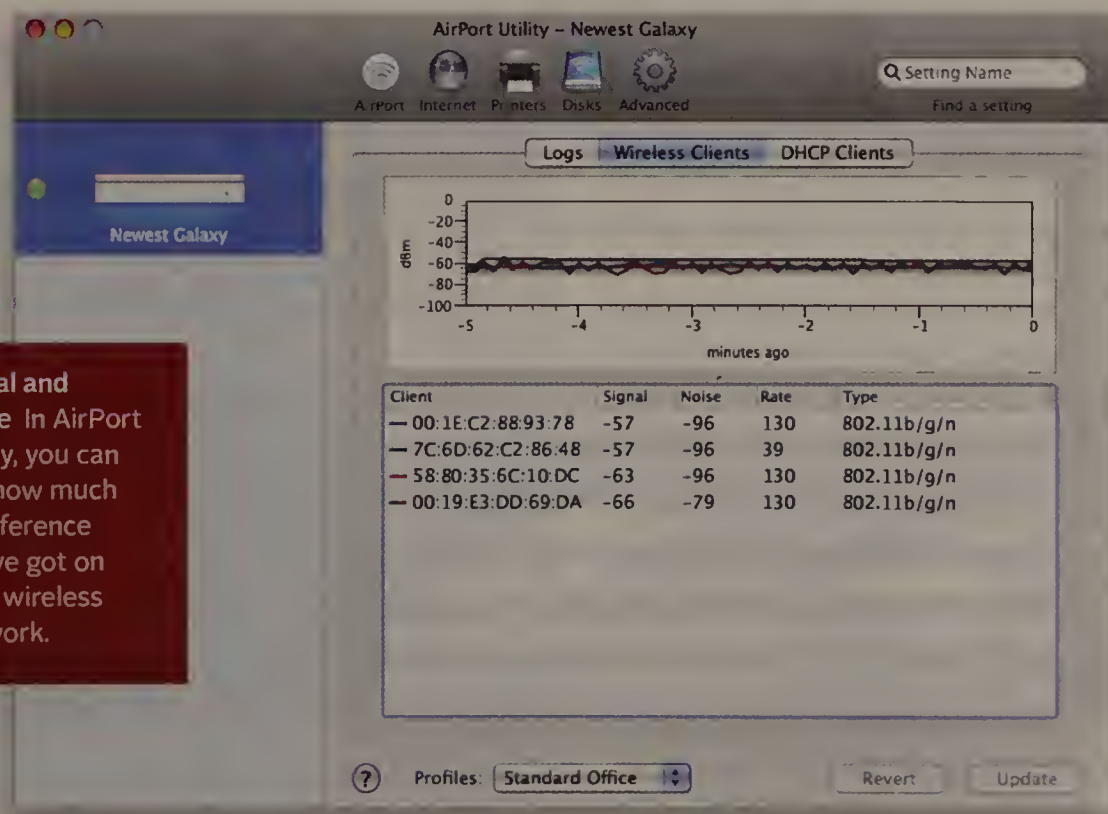 AirPort Utility – Newest Galaxy
AirPort Internet Printers Disks Advanced
Setting Name
Find a setting
Newest Galaxy
Logs Wireless Clients DHCP Clients
0
-20
-40
-60
-80
-100
dBm
-5 -4 -3 -2 -1 0
minutes ago
al and
e In AirPort
y, you can
how much
ference
ve got on
wireless
work.
Client Signal Noise Rate Type
00:1E:C2:88:93:78 -57 -96 130 802.11b/g/n
7C:6D:62:C2:86:48 -57 -96 39 802.11b/g/n
58:80:35:6C:10:DC -63 -96 130 802.11b/g/n
00:19:E3:DD:69:DA -66 -79 130 802.11b/g/n
? Profiles: Standard Office Revert Update